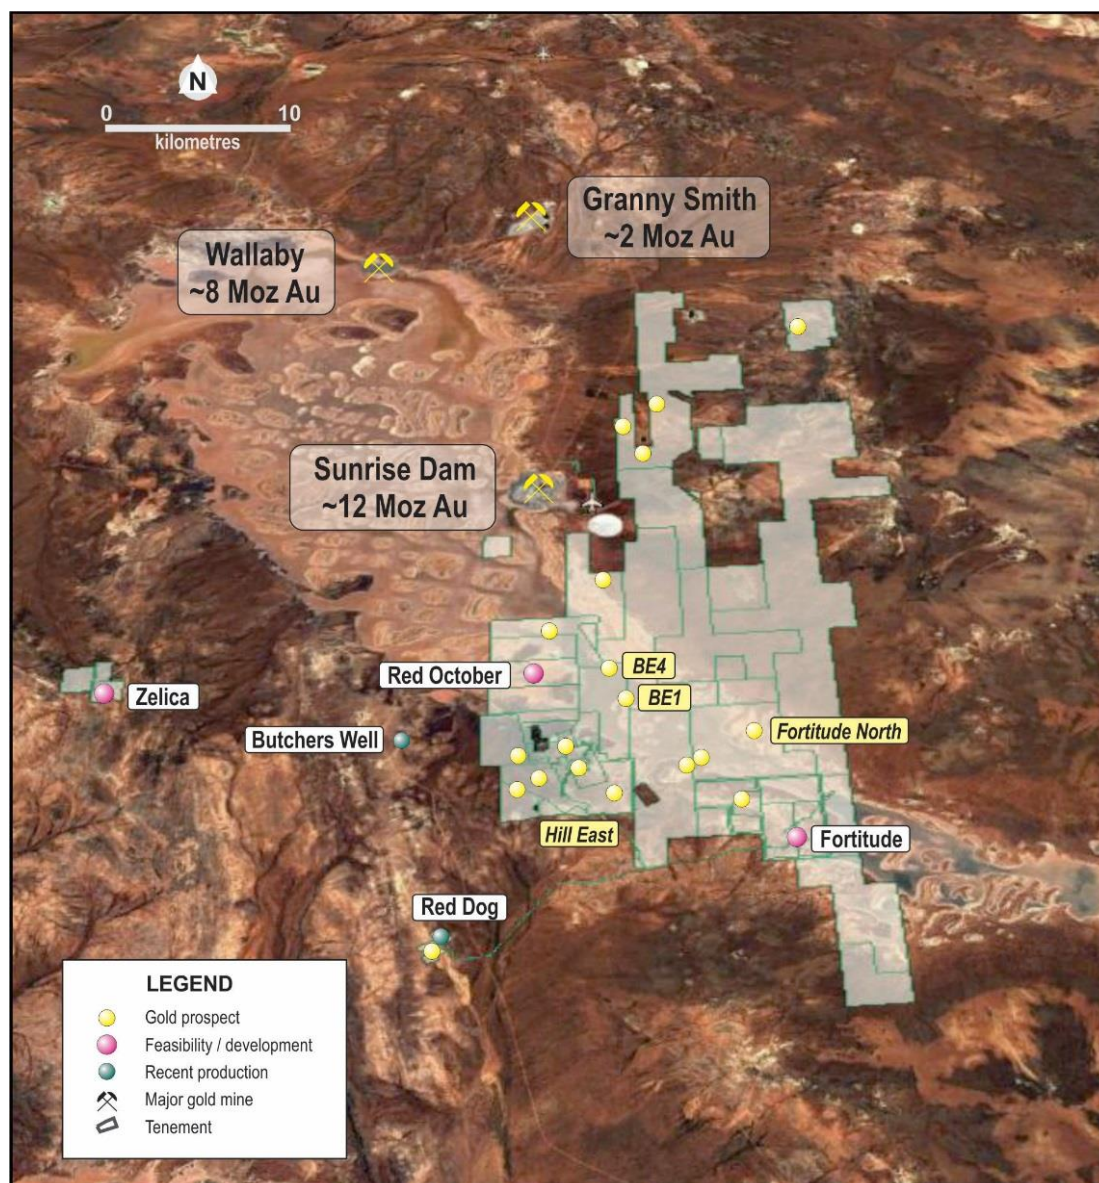 N
0 10
kilometres
Granny Smith
~2 Moz Au
Wallaby
~8 Moz Au
Sunrise Dam
~12 Moz Au
BE4
Red October
BE1
Zelica
Fortitude North
Butchers Well
Hill East
Fortitude
Red Dog
LEGEND
Gold prospect
Feasibility / development
Recent production
Major gold mine
Tenement